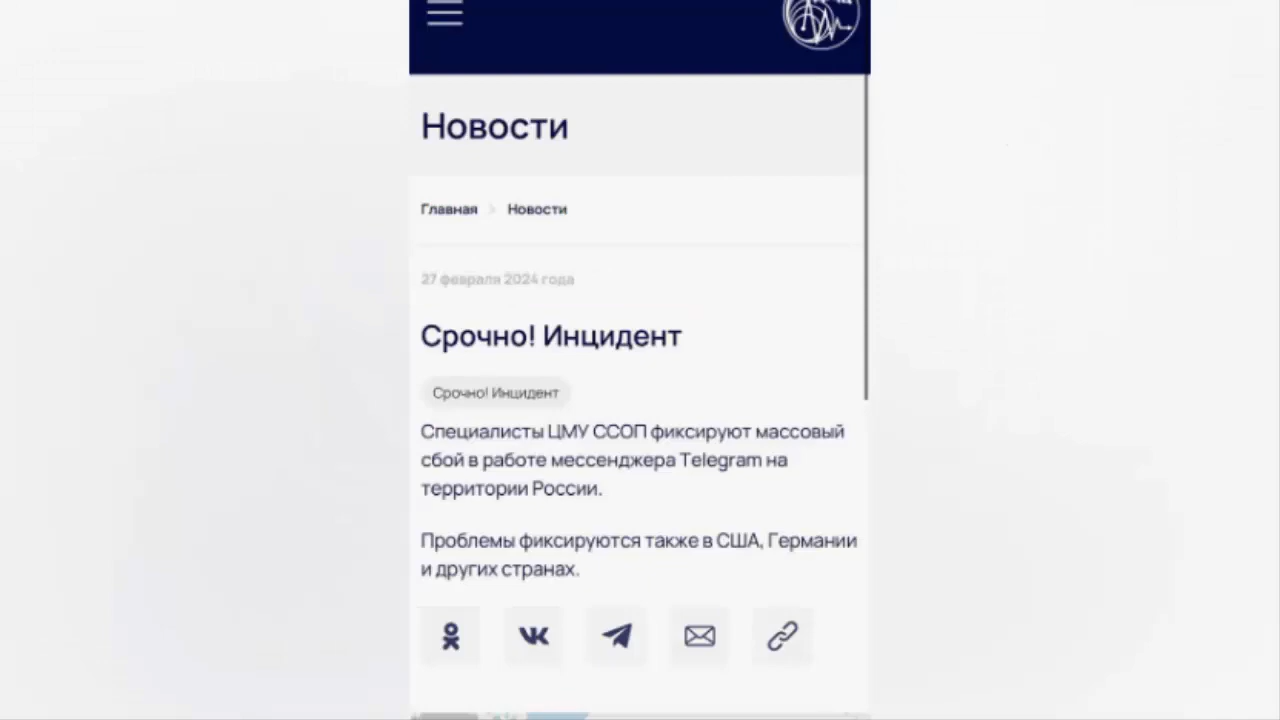 Новости
Главная > Новости
27 февраля 2024 года
Срочно! Инцидент
Срочно! Инцидент
Специалисты ЦМУ ССОП фиксируют массовый
сбой в работе мессенджера Telegram на
территории России.
Проблемы фиксируются также в США, Германии
и других странах.